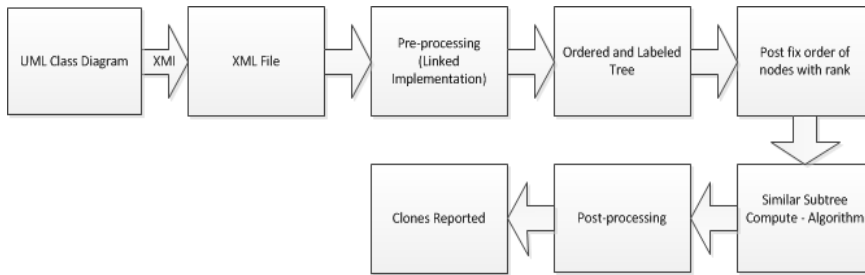 UML Class Diagram
XMI
XML File
Pre-processing
(Linked
Implementation)
Ordered and Labeled
Tree
Post fix order of
nodes with rank
Similar Subtree
Compute - Algorithm
Post-processing
Clones Reported